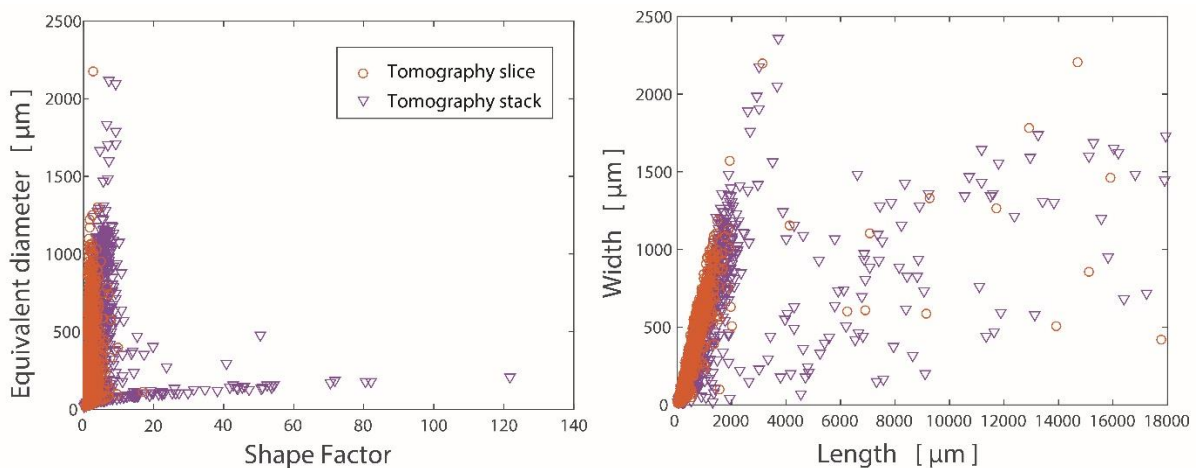 2500
2000
1500
1000
500
0
Equivalent diameter [ µm ]
0 20 40 60 80 100 120 140
Shape Factor
Tomography slice
Tomography stack
2500
2000
1500
1000
500
0
Width [ µm ]
0 2000 4000 6000 8000 10000 12000 14000 16000 18000
Length [ µm ]